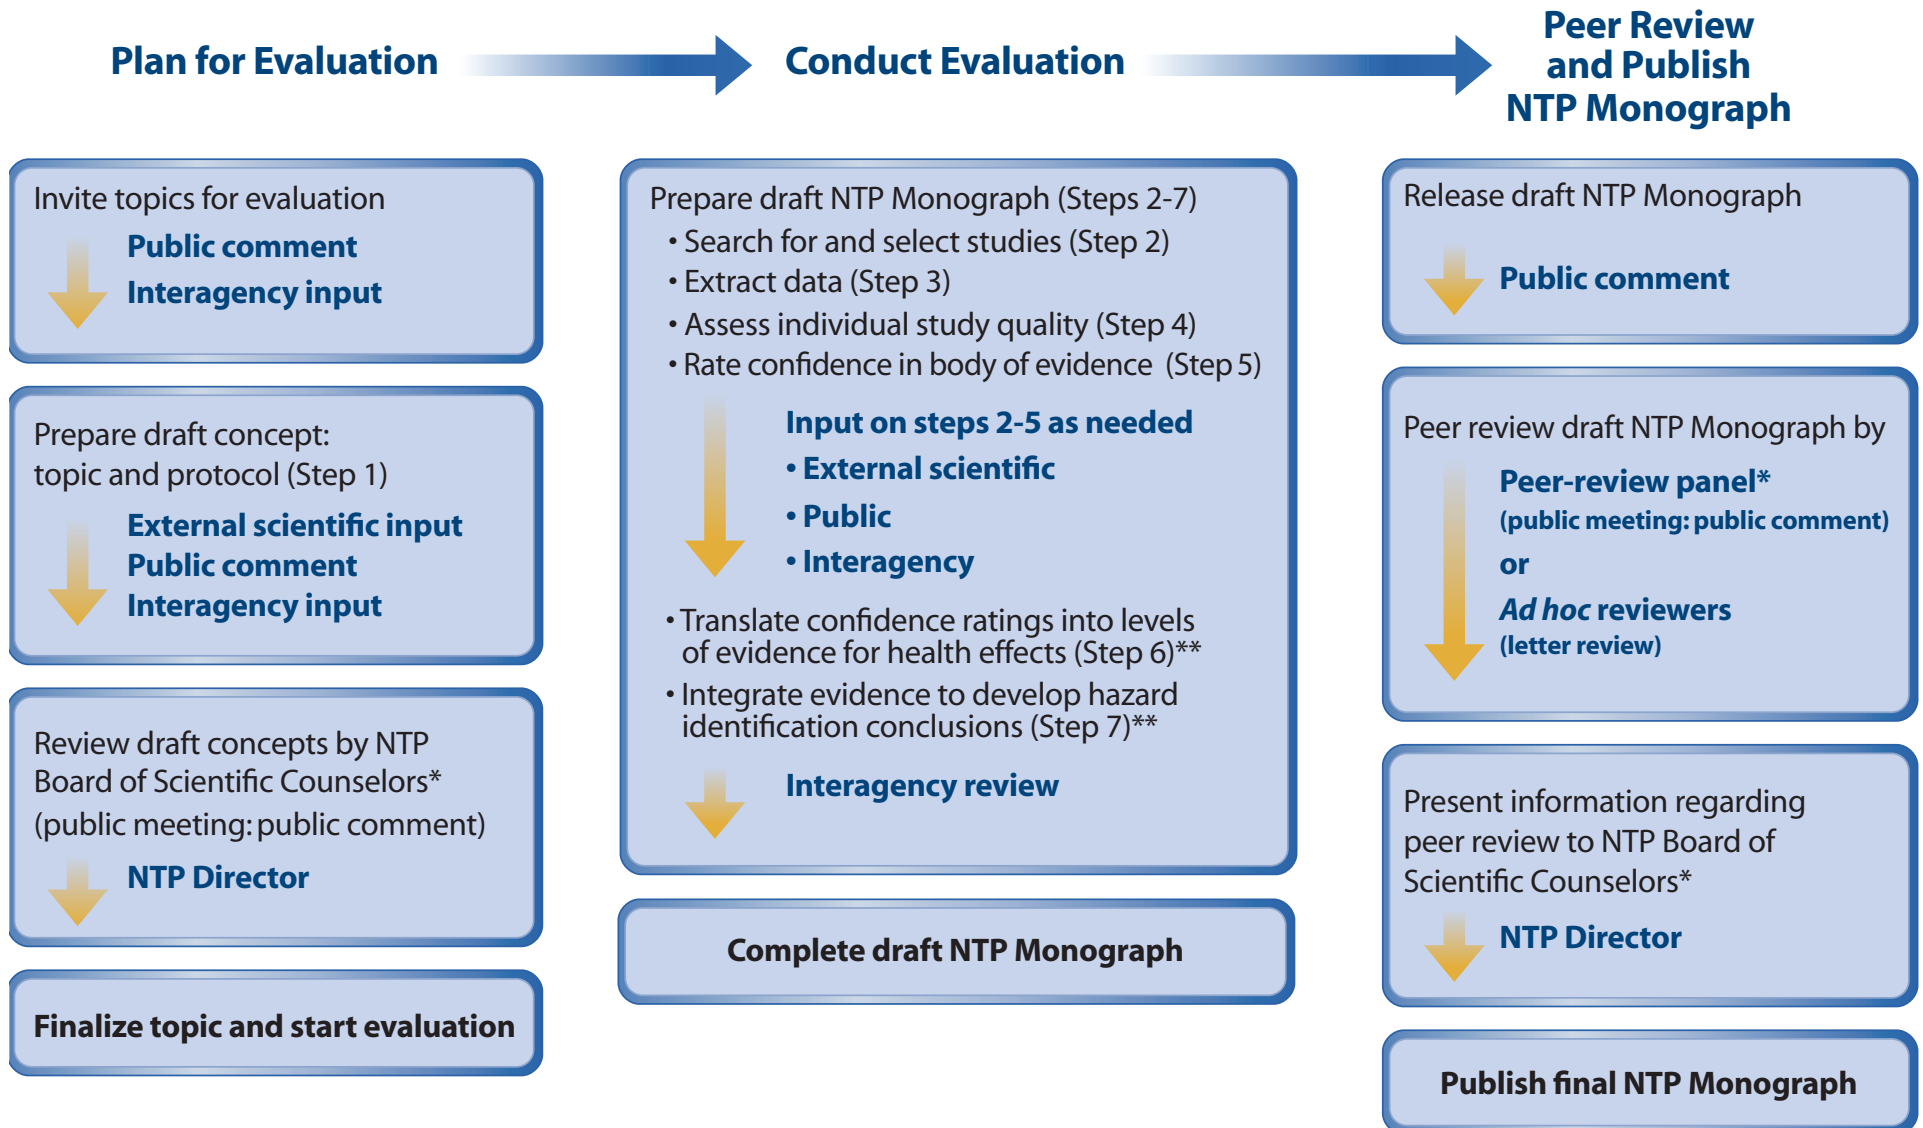 Plan for Evaluation
Conduct Evaluation
Peer Review
and Publish
NTP Monograph
Invite topics for evaluation
Public comment
Interagency input
Prepare draft concept:
topic and protocol (Step 1)
External scientific input
Public comment
Interagency input
Review draft concepts by NTP
Board of Scientific Counselors*
(public meeting: public comment)
NTP Director
Finalize topic and start evaluation
Prepare draft NTP Monograph (Steps 2-7)
• Search for and select studies (Step 2)
• Extract data (Step 3)
• Assess individual study quality (Step 4)
• Rate confidence in body of evidence (Step 5)
Input on steps 2-5 as needed
• External scientific
• Public
• Interagency
• Translate confidence ratings into levels
of evidence for health effects (Step 6)**
• Integrate evidence to develop hazard
identification conclusions (Step 7)**
Interagency review
Complete draft NTP Monograph
Release draft NTP Monograph
Public comment
Peer review draft NTP Monograph by
Peer-review panel*
(public meeting: public comment)
or
Ad hoc reviewers
(letter review)
Present information regarding
peer review to NTP Board of
Scientific Counselors*
NTP Director
Publish final NTP Monograph